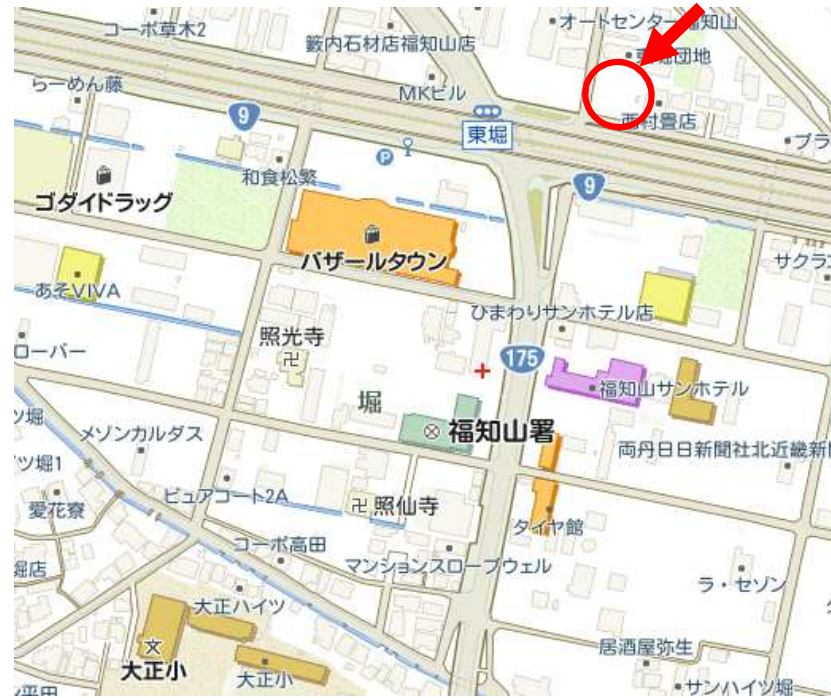 コーポ草木2
オートセンター福知山
籔内石材店福知山店
東堀団地
らーめん藤
MKビル
西村畳店
9
東堀
プラ
P
和食松繁
9
ゴダイドラッグ
バザールタウン
サクラ
あそVIVA
ひまわりサンホテル店
照光寺
ローバー
175
堀
福知山サンホテル
福知山署
メゾンカルダス
両丹日日新聞社北近畿新
ツ堀1
ピュアコート2A
愛花寮
照仙寺
タイヤ館
コーポ高田
マンションスローブウェル
堀店
ラ・セゾン
大正ハイツ
居酒屋弥生
大正小
大正小
サンハイツ堀